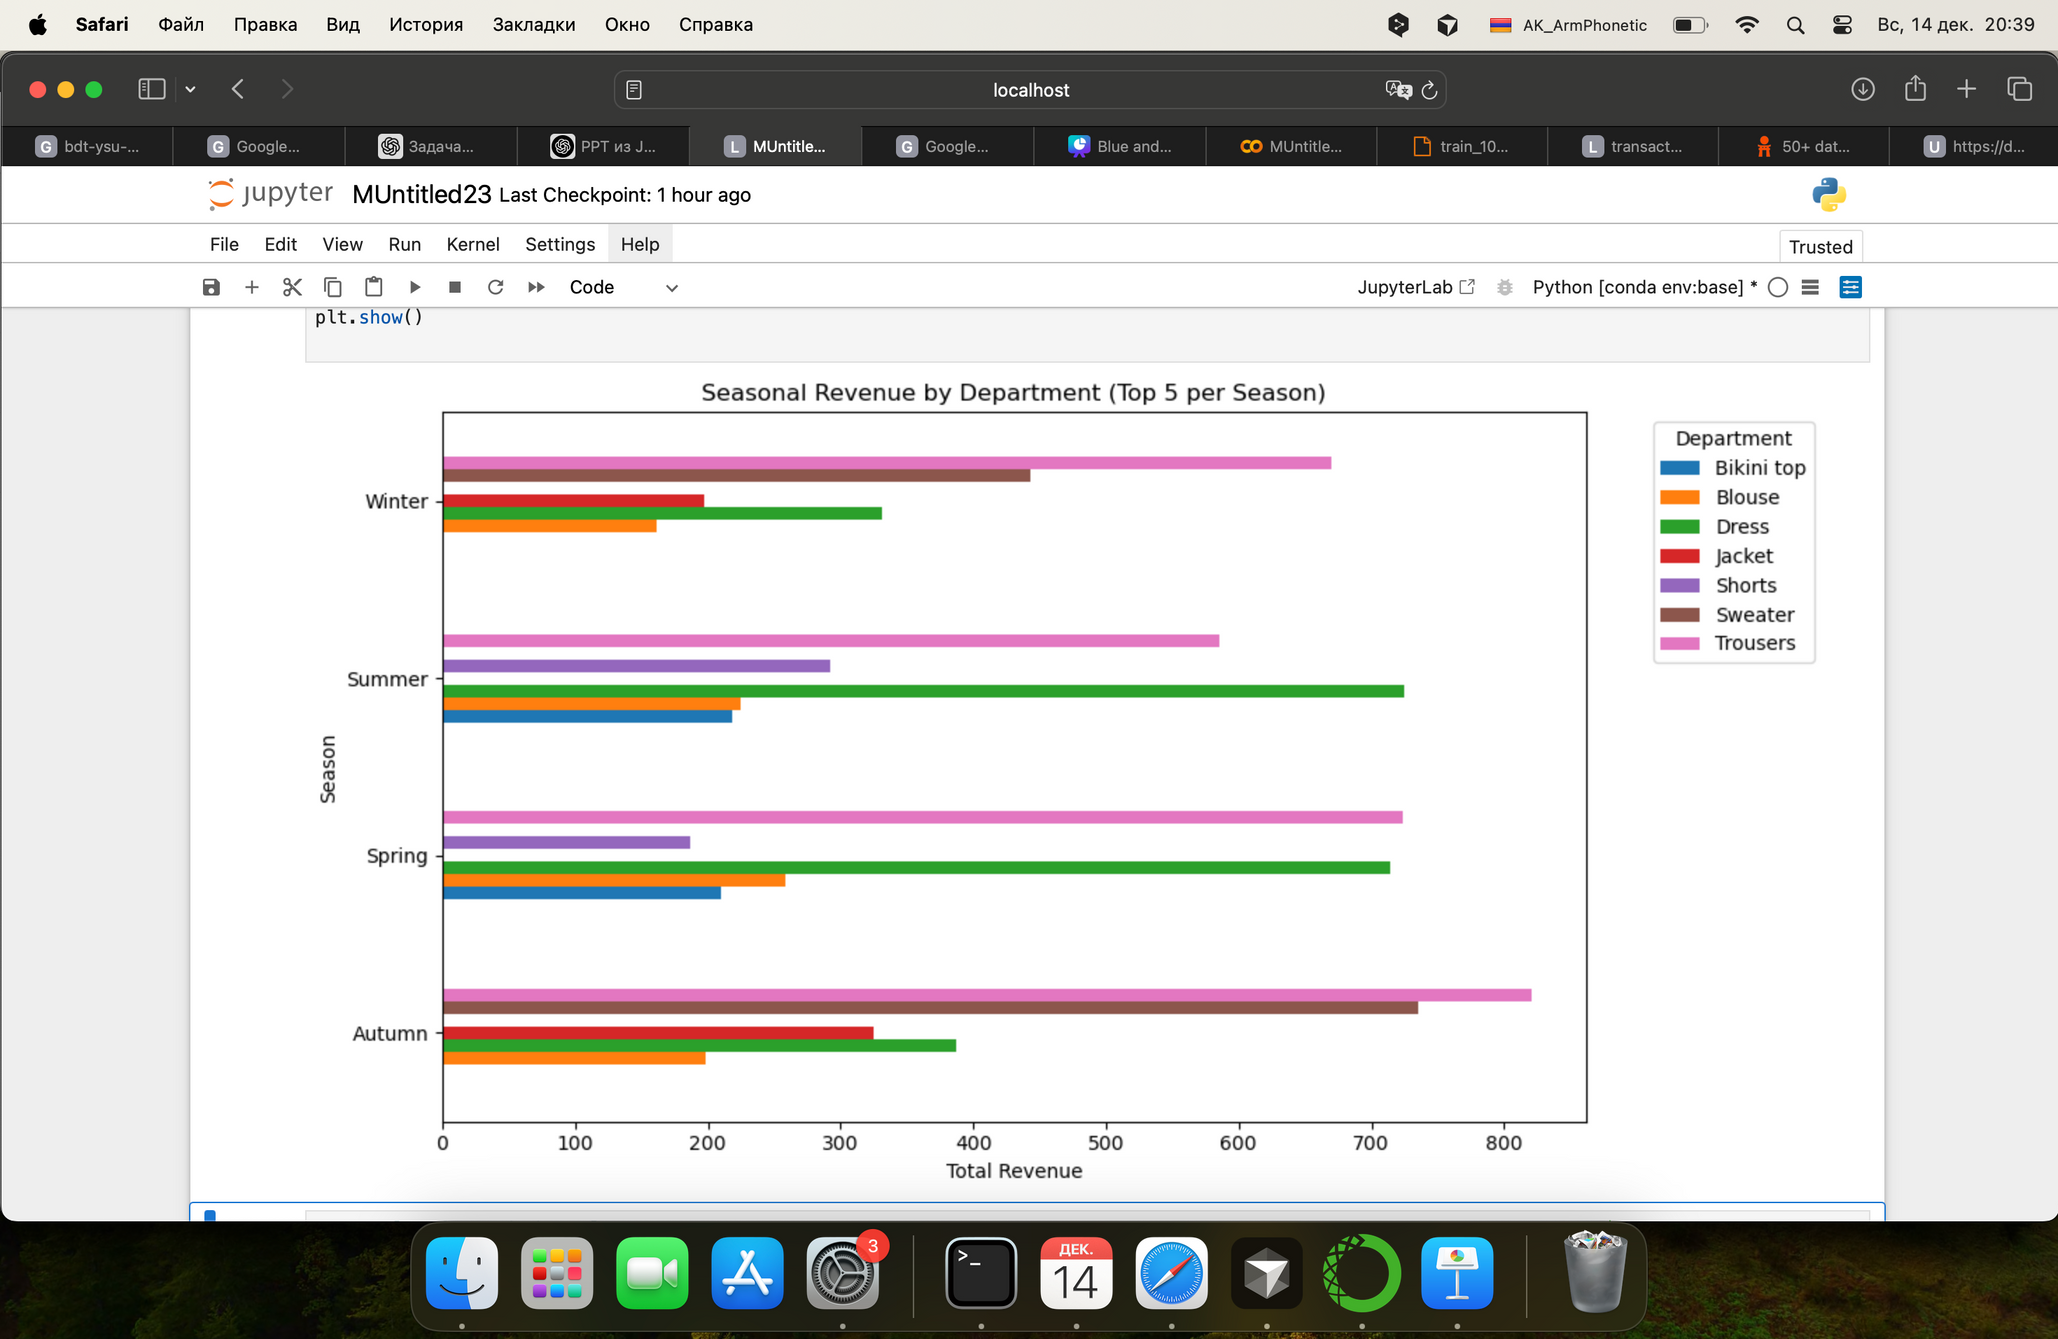 Safari Файл Правка Вид История Закладки Окно Справка AK_ArmPhonetic Вс, 14 дек. 20:39
localhost
G bdt-ysu-... G Google... Задача... PPT из J... L MUntitle... G Google... Blue and... MUntitle... train_10... L transact... 50+ dat... U https://d...
jupyter MUntitled23 Last Checkpoint: 1 hour ago
File Edit View Run Kernel Settings Help Trusted
Code JupyterLab Python [conda env:base] *
plt.show()
Seasonal Revenue by Department (Top 5 per Season)
Department
Bikini top
Blouse
Dress
Jacket
Shorts
Sweater
Trousers
Winter
Summer
Spring
Autumn
Season
0 100 200 300 400 500 600 700 800
Total Revenue
3
>_
ДЕК.
14